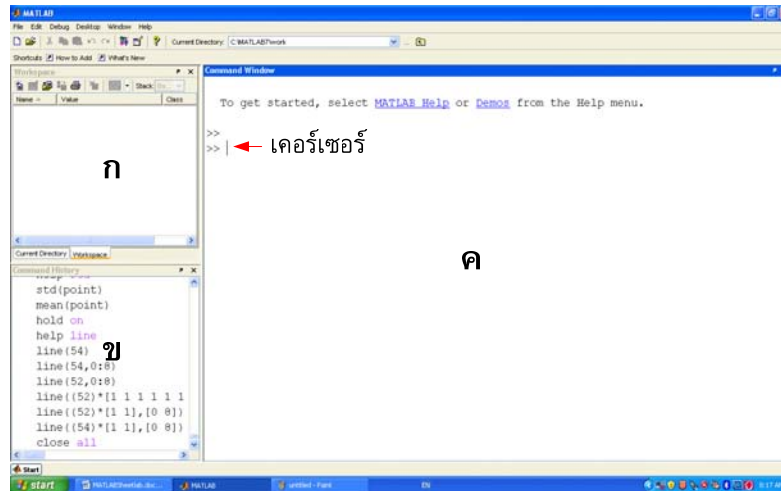 MATLAB
File Edit Debug Desktop Window Help
Current Directory: C:\MATLAB7\work
Shortcuts How to Add What's New
Workspace
Stack:
Name Value Class
ก
Current Directory Workspace
Command History
std(point)
mean(point)
hold on
help line
line(54)
line(54,0:8)
line(52,0:8)
line((52)*[1 1 1 1 1 1
line((52)*[1 1],[0 8])
line((54)*[1 1],[0 8])
close all
ข
Command Window
To get started, select MATLAB Help or Demos from the Help menu.
>>
>> เคอร์เซอร์
ค
Start
start MATLAB untitled - Paint EN 9:17 AM